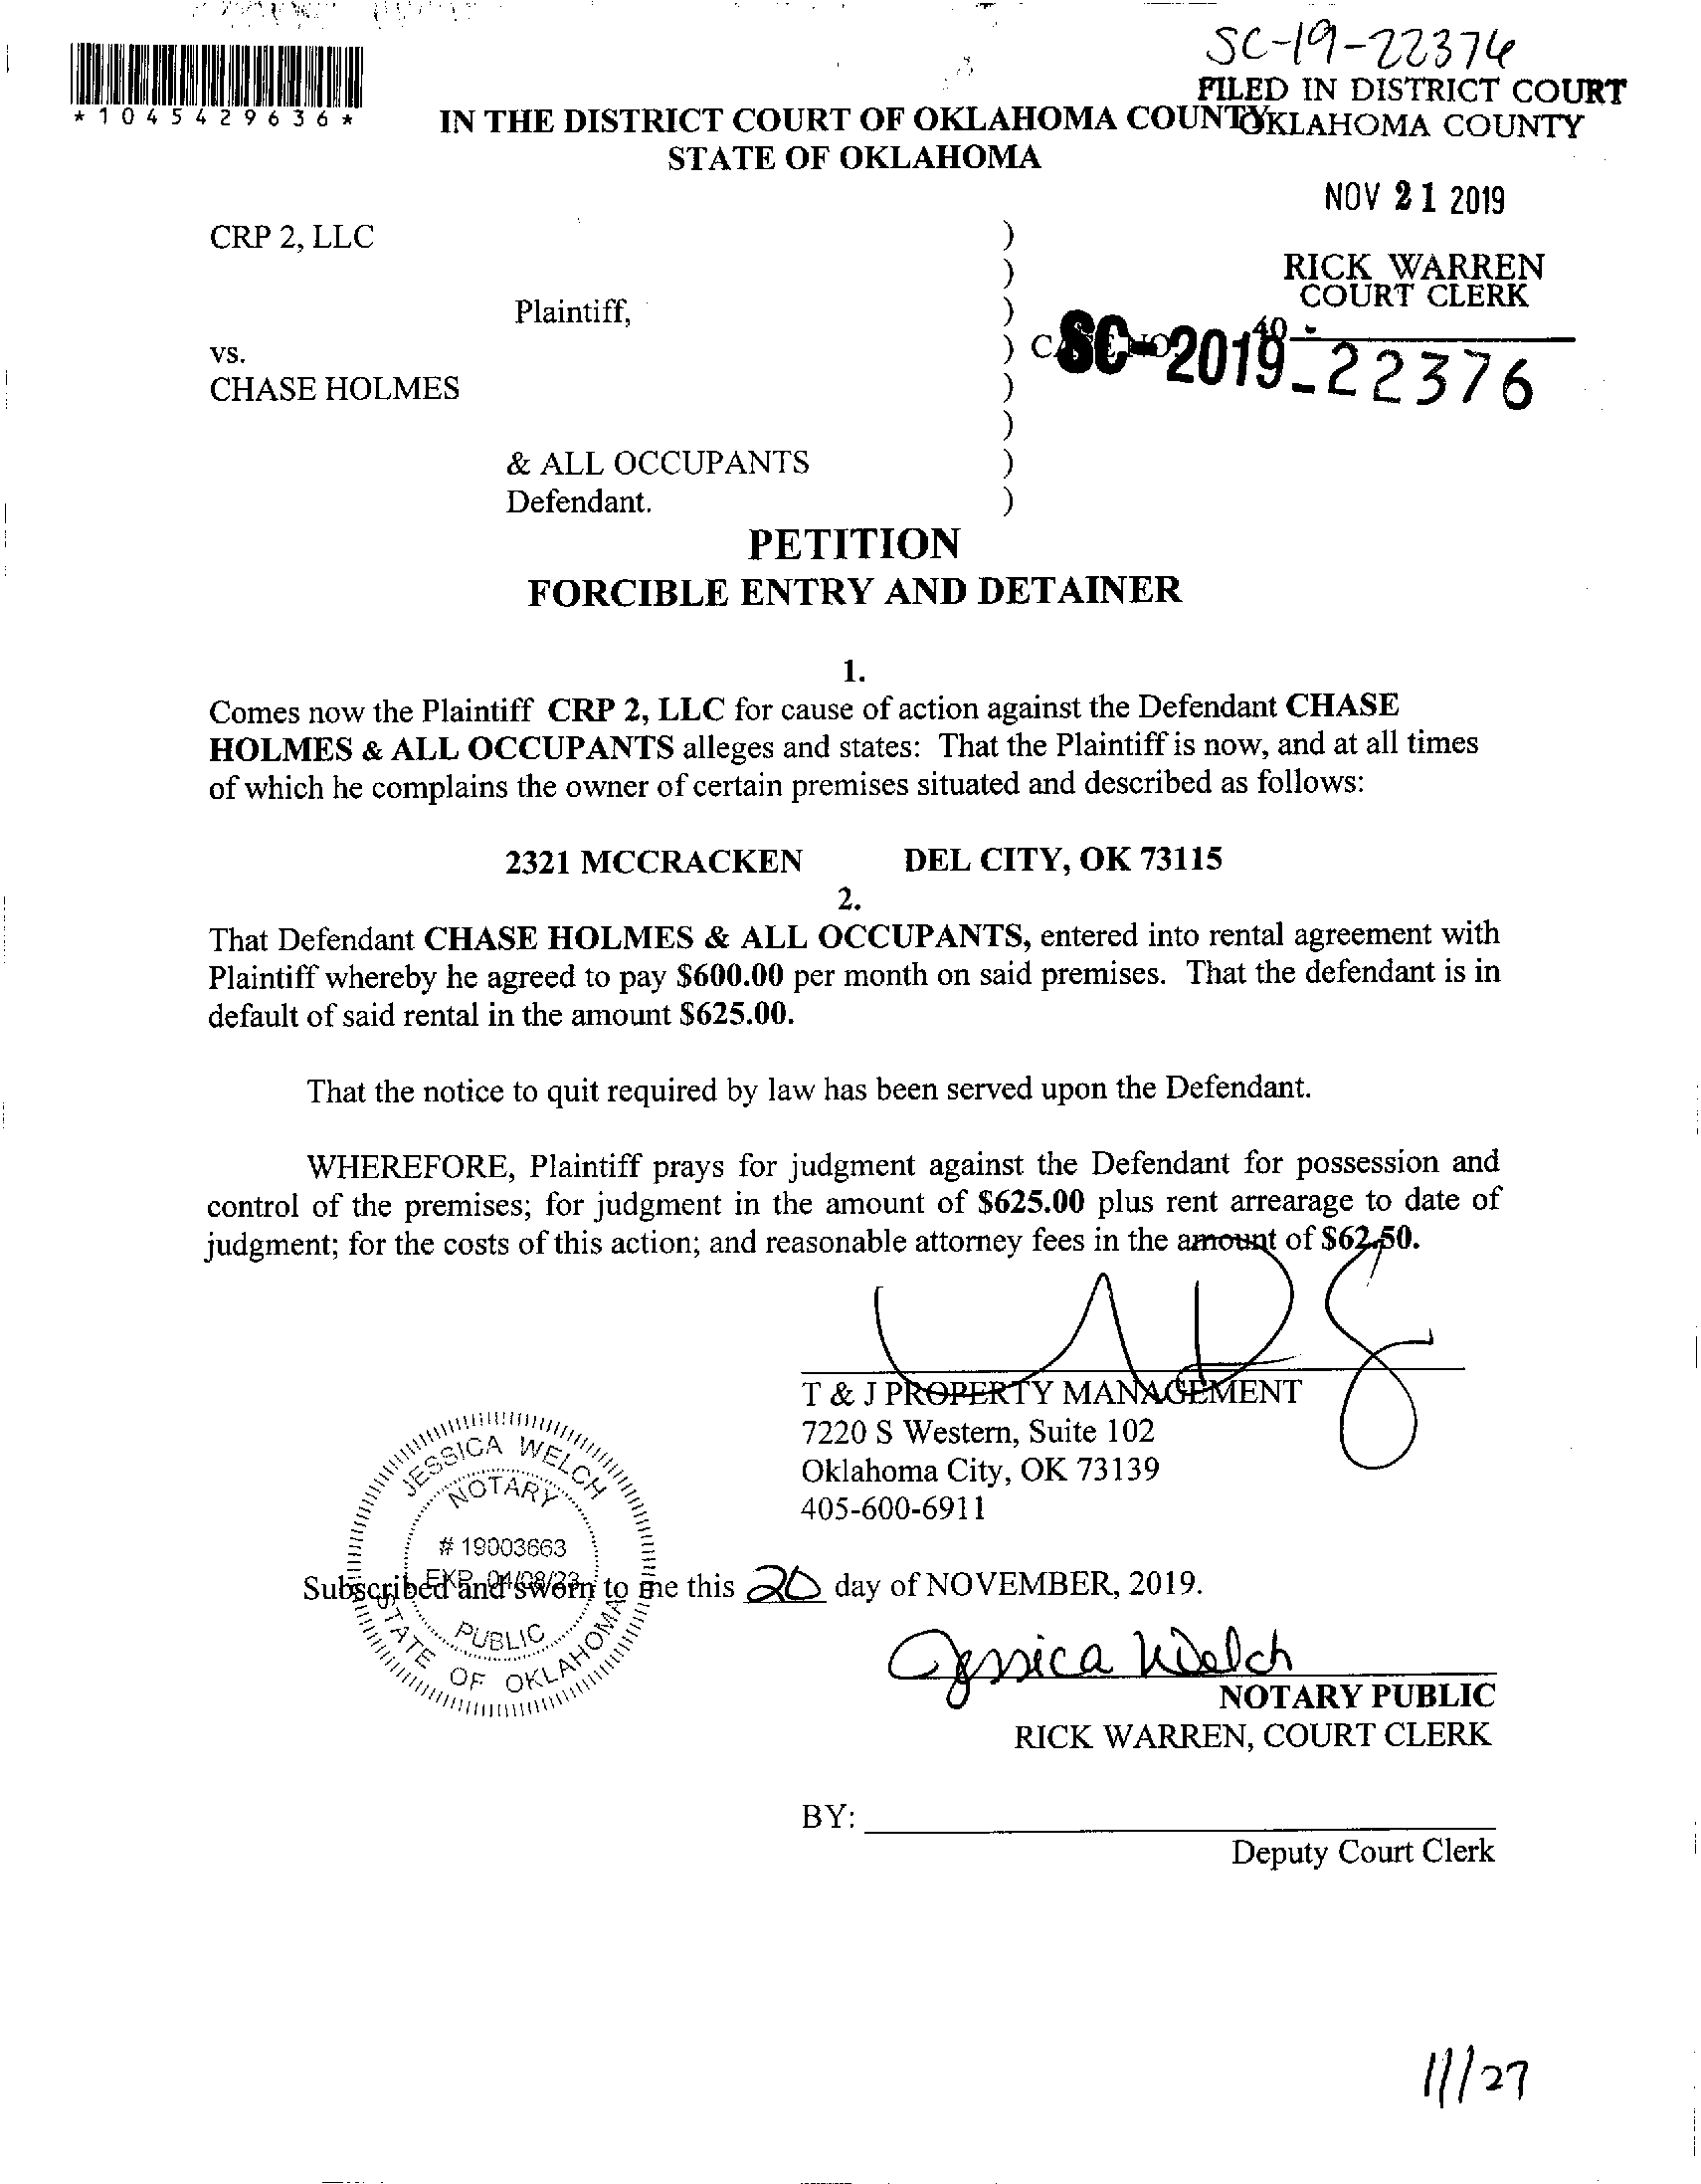 SC-19-22376
FILED IN DISTRICT COURT
OKLAHOMA COUNTY
*1045429636*
IN THE DISTRICT COURT OF OKLAHOMA COUNTY
STATE OF OKLAHOMA
NOV 21 2019
RICK WARREN
COURT CLERK
CRP 2, LLC )
)
Plaintiff, )
vs. ) CASE NO.
SC-2019-22376
CHASE HOLMES )
)
& ALL OCCUPANTS )
Defendant. )
PETITION
FORCIBLE ENTRY AND DETAINER
1.
Comes now the Plaintiff CRP 2, LLC for cause of action against the Defendant CHASE
HOLMES & ALL OCCUPANTS alleges and states: That the Plaintiff is now, and at all times
of which he complains the owner of certain premises situated and described as follows:
2321 MCCRACKEN DEL CITY, OK 73115
2.
That Defendant CHASE HOLMES & ALL OCCUPANTS, entered into rental agreement with
Plaintiff whereby he agreed to pay $600.00 per month on said premises. That the defendant is in
default of said rental in the amount $625.00.
That the notice to quit required by law has been served upon the Defendant.
WHEREFORE, Plaintiff prays for judgment against the Defendant for possession and
control of the premises; for judgment in the amount of $625.00 plus rent arrearage to date of
judgment; for the costs of this action; and reasonable attorney fees in the amount of $62.50.
T & J PROPERTY MANAGEMENT
7220 S Western, Suite 102
Oklahoma City, OK 73139
405-600-6911
JESSICA WELCH
NOTARY
# 19003663
EXP. 04/08/23
PUBLIC
STATE OF OKLAHOMA
Subscribed and sworn to me this 20 day of NOVEMBER, 2019.
Jessica Welch
NOTARY PUBLIC
RICK WARREN, COURT CLERK
BY:
Deputy Court Clerk
11/27